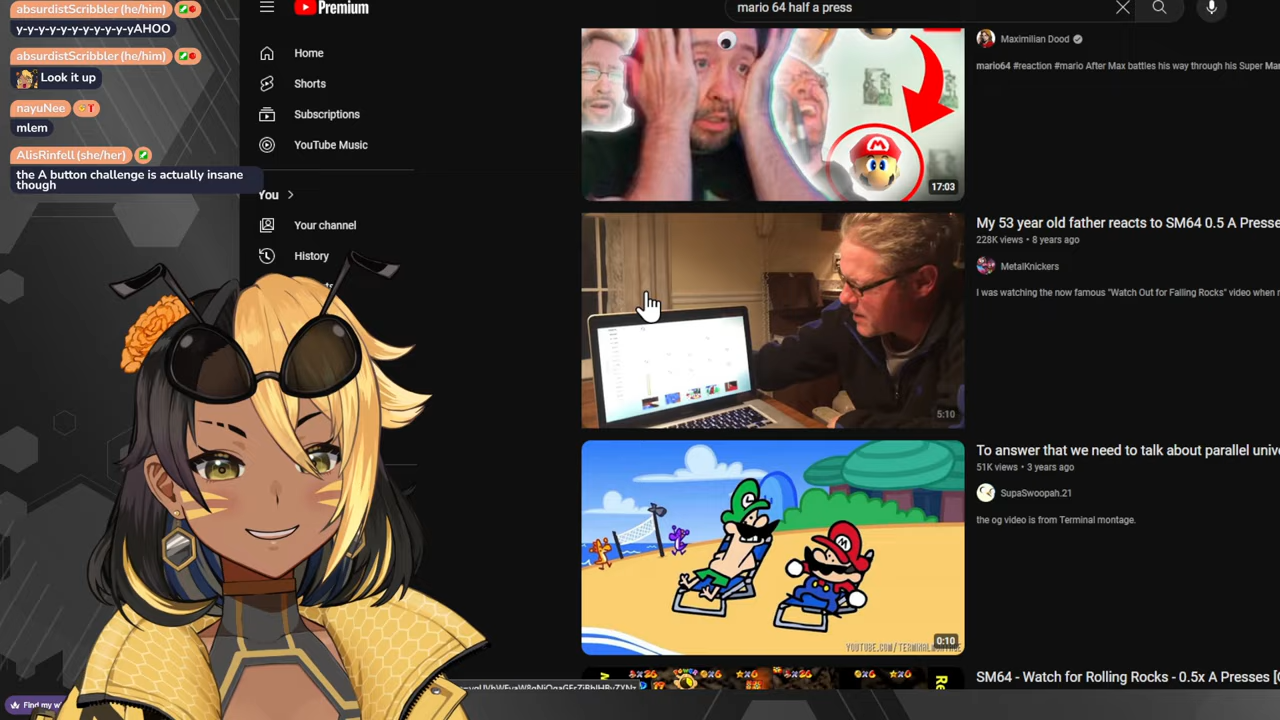 absurdistScribbler (he/him)
y-y-y-y-y-y-y-y-y-yAHOO
absurdistScribbler (he/him)
Look it up
nayuNee
mlem
AlisRinfell (she/her)
the A button challenge is actually insane
though
Premium
mario 64 half a press
Home
Shorts
Subscriptions
YouTube Music
You
Your channel
History
17:03
Maximilian Dood
mario64 #reaction #mario After Max battles his way through his Super Mar
5:10
My 53 year old father reacts to SM64 0.5 A Presse
228K views • 8 years ago
MetalKnickers
I was watching the now famous "Watch Out for Falling Rocks" video when
YOUTUBE.COM/TERMINALMONTAGE
0:10
To answer that we need to talk about parallel unive
51K views • 3 years ago
SupaSwoopah.21
the og video is from Terminal montage.
SM64 - Watch for Rolling Rocks - 0.5x A Presses
Find my w